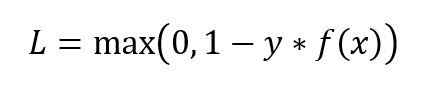 L = max(0, 1 − y * f(x))